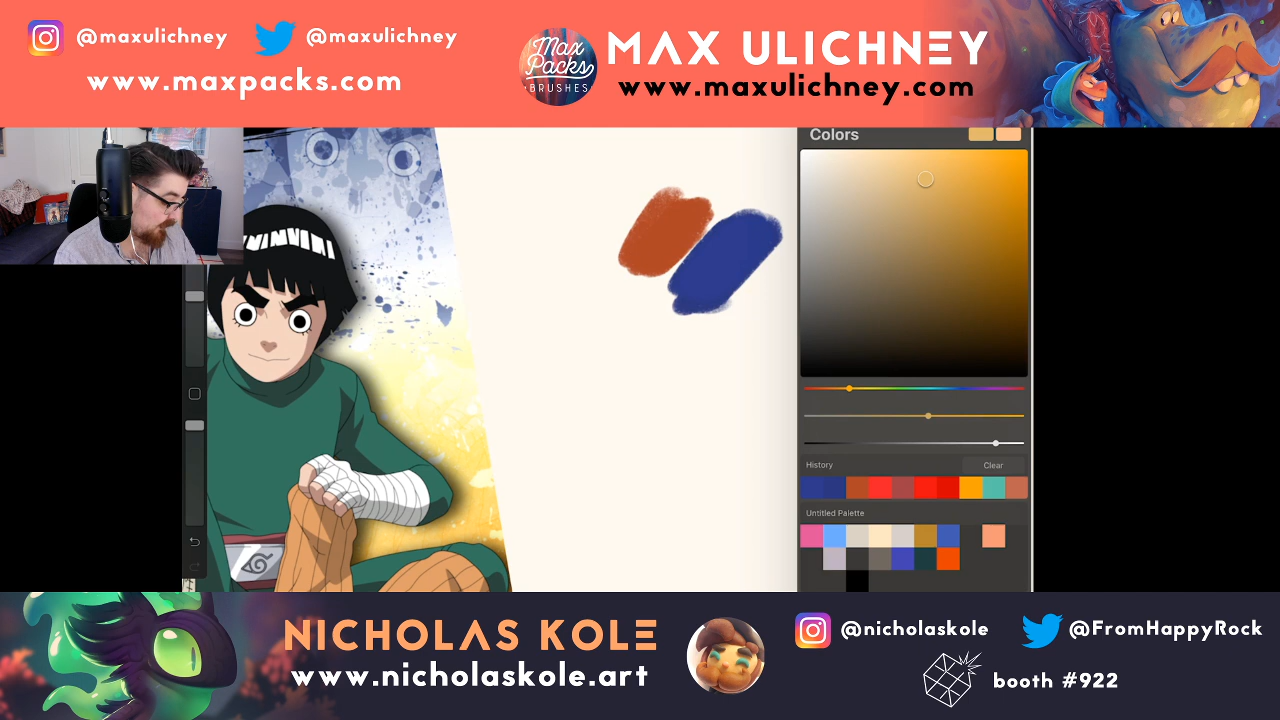 @maxulichney @maxulichney
www.maxpacks.com
Max
Packs
BRUSHES
MAX ULICHNEY
www.maxulichney.com
Colors
History Clear
Untitled Palette
NICHOLAS KOLE
www.nicholaskole.art
@nicholaskole @FromHappyRock
booth #922